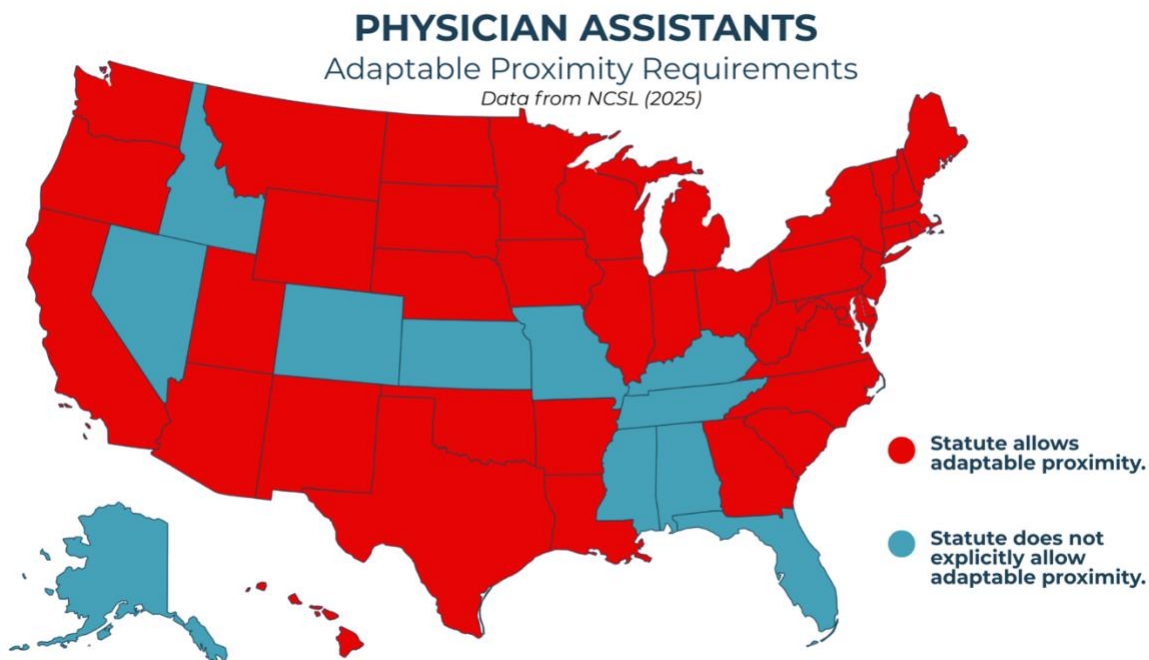 PHYSICIAN ASSISTANTS
Adaptable Proximity Requirements
Data from NCSL (2025)
Statute allows
adaptable proximity.
Statute does not
explicitly allow
adaptable proximity.